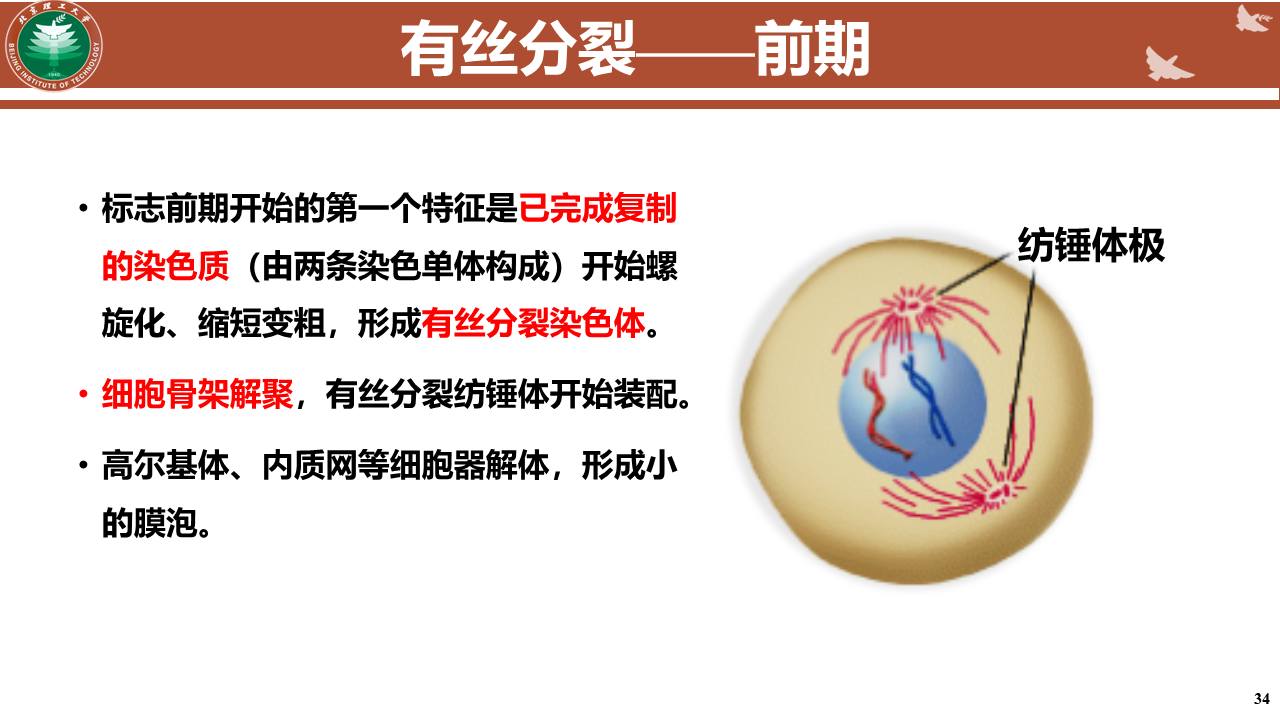 北京理工大学
BEIJING INSTITUTE OF TECHNOLOGY
1940
有丝分裂——前期
• 标志前期开始的第一个特征是已完成复制
的染色质（由两条染色单体构成）开始螺
旋化、缩短变粗，形成有丝分裂染色体。
• 细胞骨架解聚，有丝分裂纺锤体开始装配。
• 高尔基体、内质网等细胞器解体，形成小
的膜泡。
纺锤体极
34